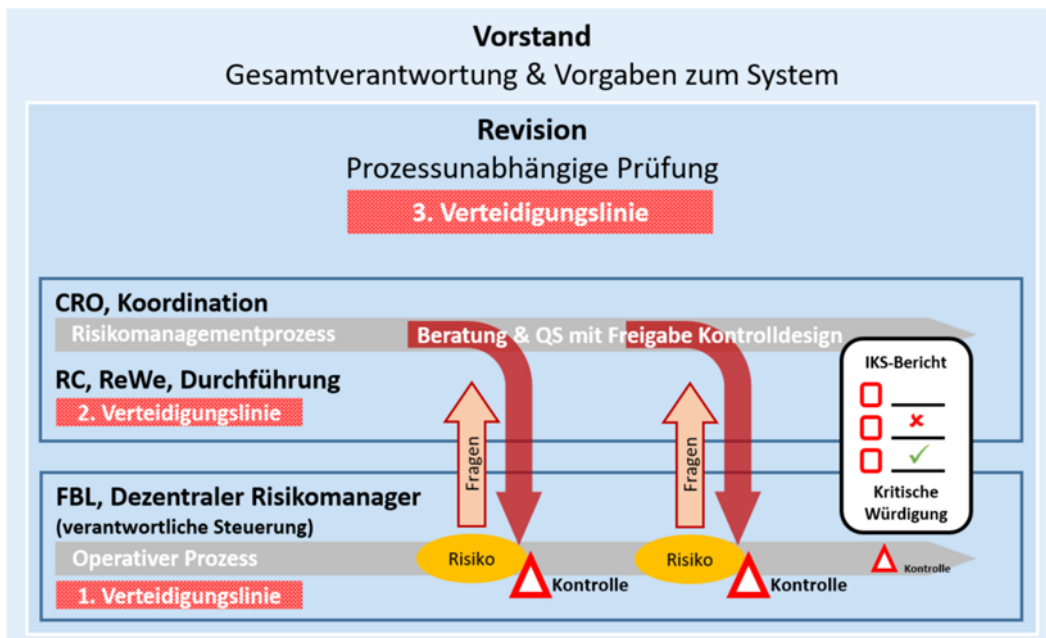 Vorstand
Gesamtverantwortung & Vorgaben zum System
Revision
Prozessunabhängige Prüfung
3. Verteidigungslinie
CRO, Koordination
Risikomanagementprozess
Beratung & QS mit Freigabe Kontrolldesign
RC, ReWe, Durchführung
2. Verteidigungslinie
Fragen
Fragen
IKS-Bericht
Kritische
Würdigung
FBL, Dezentraler Risikomanager
(verantwortliche Steuerung)
Operativer Prozess
Risiko
Kontrolle
Risiko
Kontrolle
Kontrolle
1. Verteidigungslinie